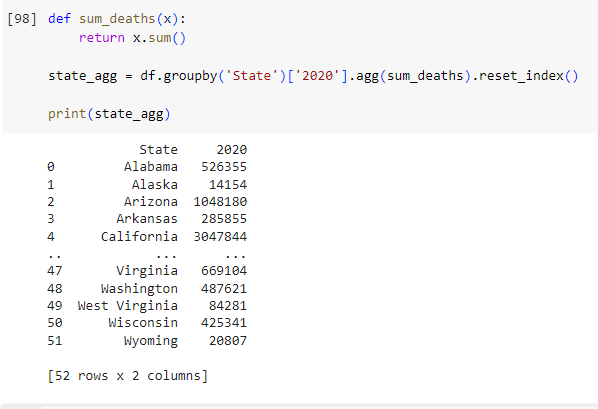 [98] def sum_deaths(x):
    return x.sum()
state_agg = df.groupby('State')['2020'].agg(sum_deaths).reset_index()
print(state_agg)
State 2020
0 Alabama 526355
1 Alaska 14154
2 Arizona 1048180
3 Arkansas 285855
4 California 3047844
.. ... ...
47 Virginia 669104
48 Washington 487621
49 West Virginia 84281
50 Wisconsin 425341
51 Wyoming 20807
[52 rows x 2 columns]